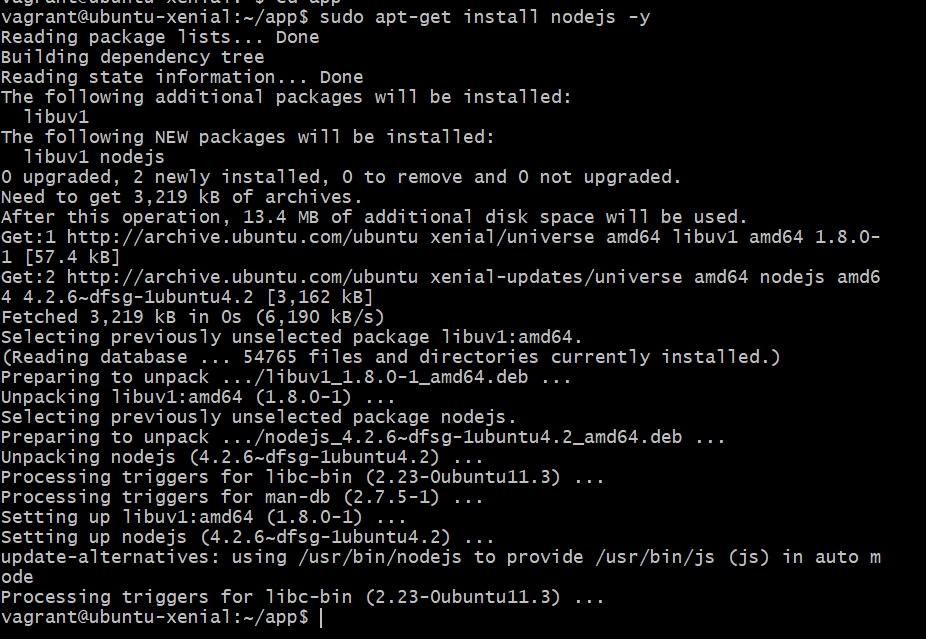 vagrant@ubuntu-xenial:~$ cd app
vagrant@ubuntu-xenial:~/app$ sudo apt-get install nodejs -y
Reading package lists... Done
Building dependency tree
Reading state information... Done
The following additional packages will be installed:
  libuv1
The following NEW packages will be installed:
  libuv1 nodejs
0 upgraded, 2 newly installed, 0 to remove and 0 not upgraded.
Need to get 3,219 kB of archives.
After this operation, 13.4 MB of additional disk space will be used.
Get:1 http://archive.ubuntu.com/ubuntu xenial/universe amd64 libuv1 amd64 1.8.0-
1 [57.4 kB]
Get:2 http://archive.ubuntu.com/ubuntu xenial-updates/universe amd64 nodejs amd6
4 4.2.6~dfsg-1ubuntu4.2 [3,162 kB]
Fetched 3,219 kB in 0s (6,190 kB/s)
Selecting previously unselected package libuv1:amd64.
(Reading database ... 54765 files and directories currently installed.)
Preparing to unpack .../libuv1_1.8.0-1_amd64.deb ...
Unpacking libuv1:amd64 (1.8.0-1) ...
Selecting previously unselected package nodejs.
Preparing to unpack .../nodejs_4.2.6~dfsg-1ubuntu4.2_amd64.deb ...
Unpacking nodejs (4.2.6~dfsg-1ubuntu4.2) ...
Processing triggers for libc-bin (2.23-0ubuntu11.3) ...
Processing triggers for man-db (2.7.5-1) ...
Setting up libuv1:amd64 (1.8.0-1) ...
Setting up nodejs (4.2.6~dfsg-1ubuntu4.2) ...
update-alternatives: using /usr/bin/nodejs to provide /usr/bin/js (js) in auto m
ode
Processing triggers for libc-bin (2.23-0ubuntu11.3) ...
vagrant@ubuntu-xenial:~/app$